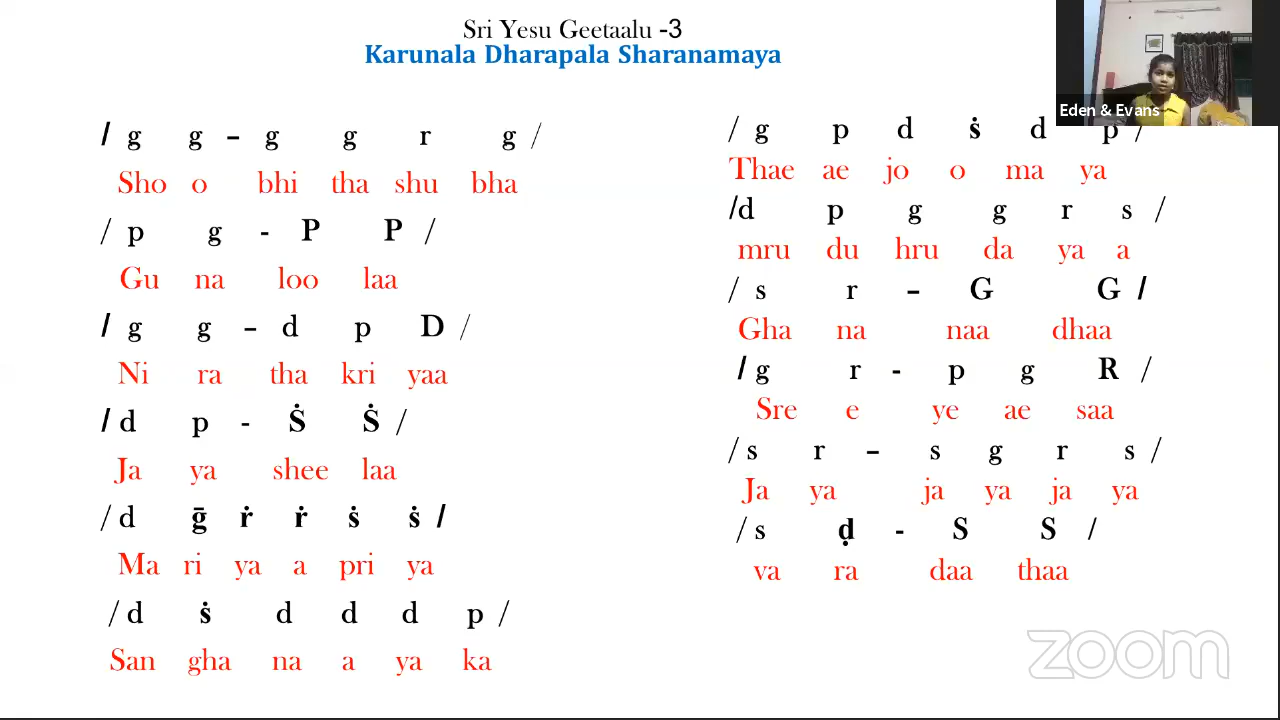 Sri Yesu Geetaalu -3
Karunala Dharapala Sharanamaya
/ g g – g g r g /
Sho o bhi tha shu bha
/ p g - P P /
Gu na loo laa
/ g g – d p D /
Ni ra tha kri yaa
/ d p - Ṡ Ṡ /
Ja ya shee laa
/ d ḡ ṙ ṙ ṡ ṡ /
Ma ri ya a pri ya
/ d ṡ d d d p /
San gha na a ya ka
/ g p d ṡ d p /
Thae ae jo o ma ya
/d p g g r s /
mru du hru da ya a
/ s r – G G /
Gha na naa dhaa
/ g r - p g R /
Sre e ye ae saa
/ s r – s g r s /
Ja ya ja ya ja ya
/ s ḍ - S S /
va ra daa thaa
Eden & Evans
zoom